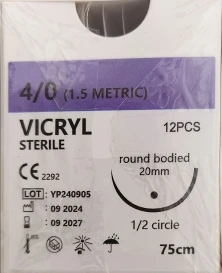 4/0 (1.5 METRIC)
VICRYL
12PCS
STERILE
CE 2292
round bodied
20mm
LOT: YP240905
: 09 2024
: 09 2027
1/2 circle
75cm